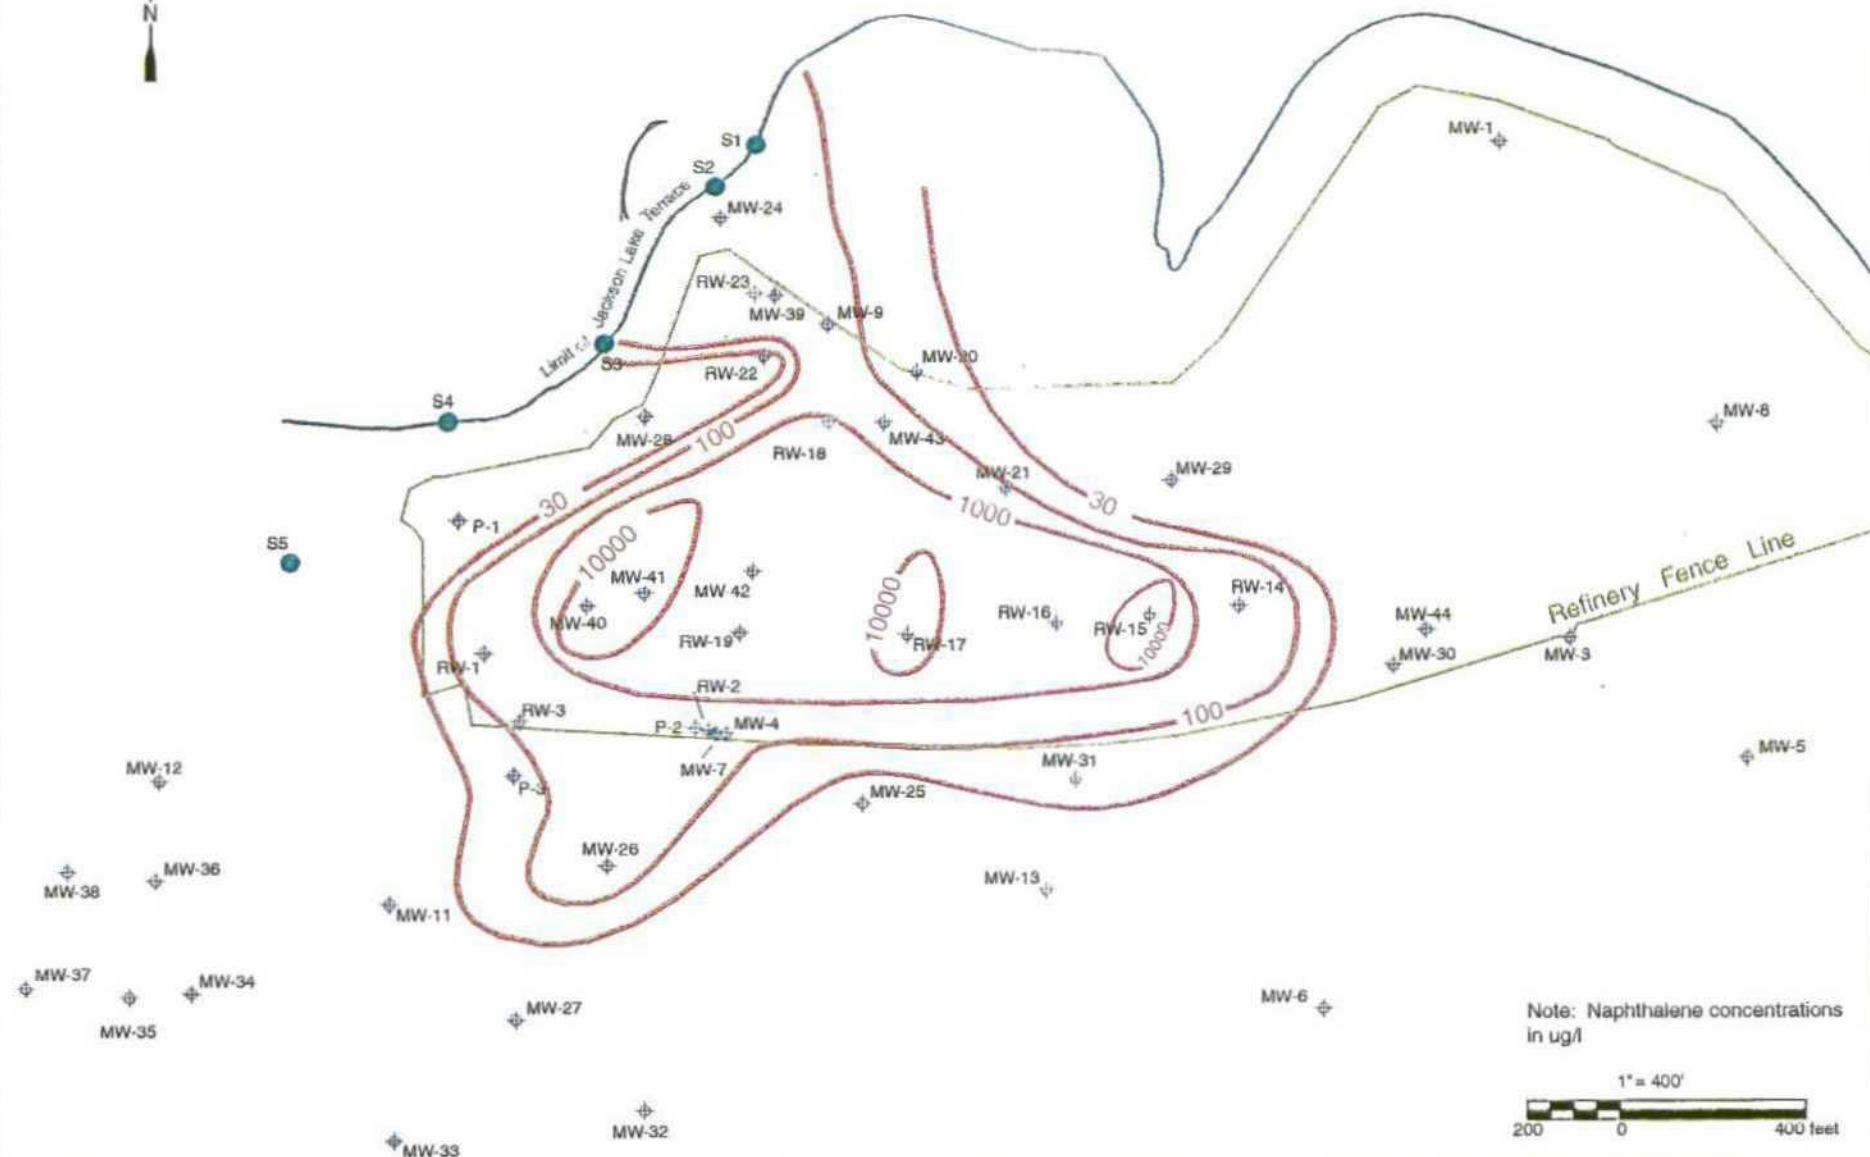 N
MW-1
S1
S2
MW-24
Limit of Jackson Lake Terrace
RW-23
MW-39
MW-9
MW-20
S3
RW-22
S4
MW-8
MW-28
100
RW-18
MW-43
MW-21
MW-29
30
30
1000
P-1
S5
10000
MW-41
MW-42
MW-40
RW-19
10000
RW-17
RW-16
RW-15
10000
RW-14
Refinery Fence Line
MW-44
MW-30
MW-3
RW-1
RW-2
RW-3
P-2
MW-4
100
MW-7
MW-31
MW-5
MW-12
P-3
MW-25
MW-26
MW-13
MW-36
MW-38
MW-11
MW-37
MW-34
MW-35
MW-27
MW-6
Note: Naphthalene concentrations
in ug/l
1"= 400'
200 0 400 feet
MW-32
MW-33